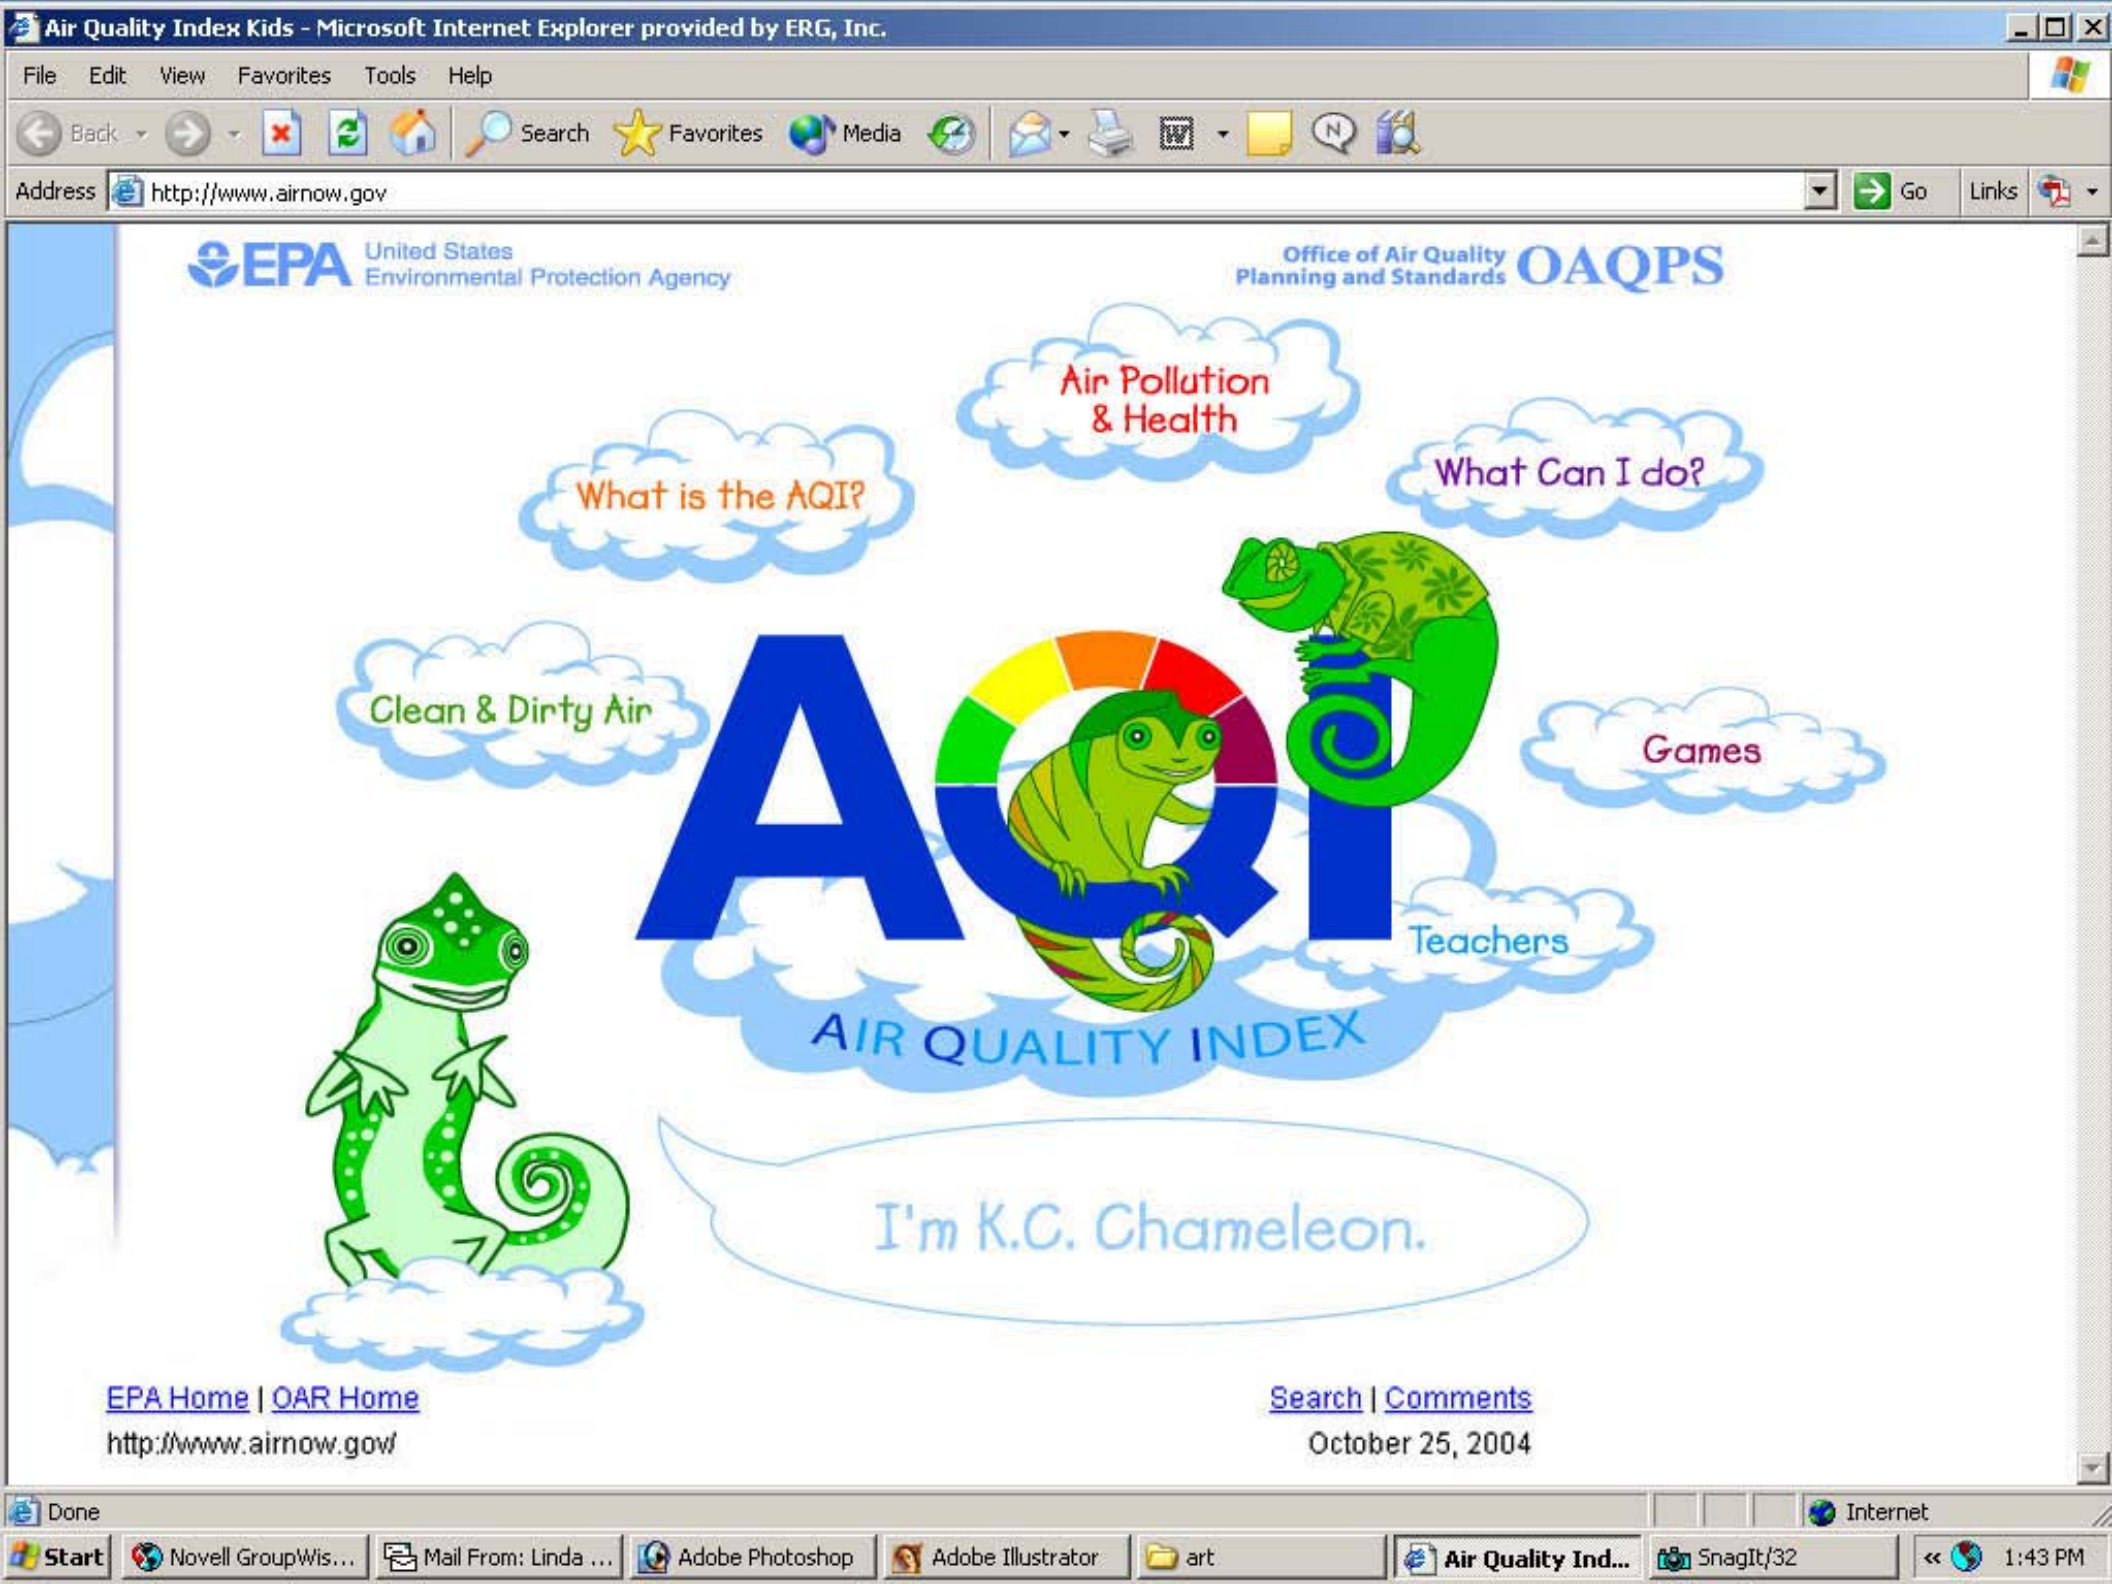 Air Quality Index Kids - Microsoft Internet Explorer provided by ERG, Inc.
File Edit View Favorites Tools Help
Back Search Favorites Media
Address http://www.airnow.gov Go Links
EPA United States
Environmental Protection Agency
Office of Air Quality
Planning and Standards OAQPS
Air Pollution
& Health
What is the AQI?
What Can I do?
Clean & Dirty Air
AQI
Games
Teachers
AIR QUALITY INDEX
I'm K.C. Chameleon.
EPA Home | OAR Home
Search | Comments
http://www.airnow.gov/
October 25, 2004
Done Internet
Start Novell GroupWis... Mail From: Linda ... Adobe Photoshop Adobe Illustrator art Air Quality Ind... SnagIt/32 « 1:43 PM